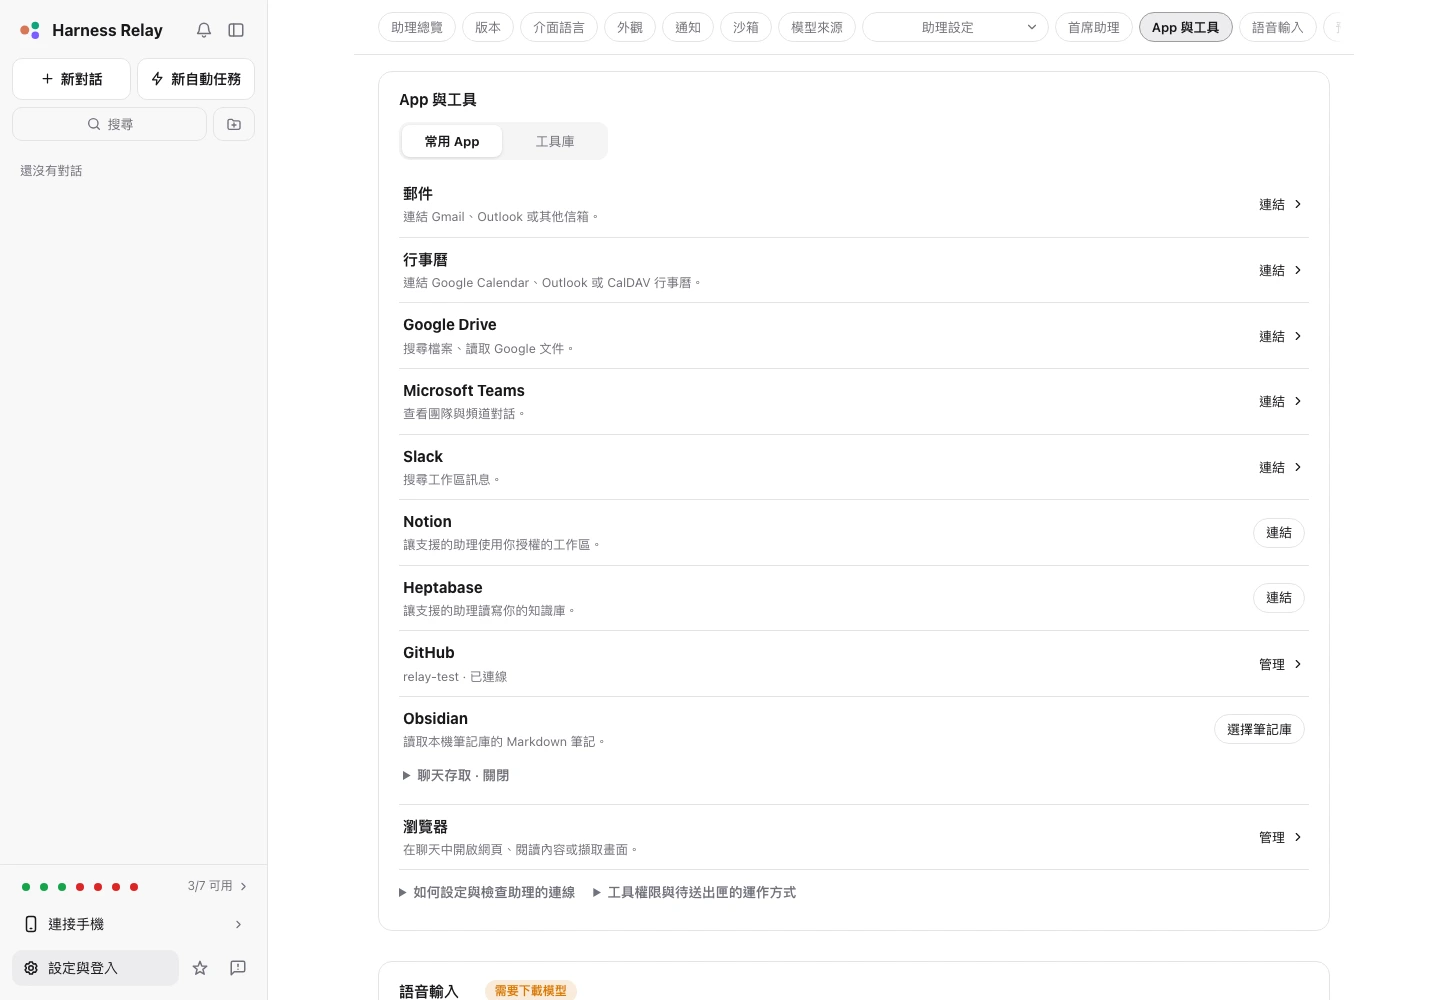 Harness Relay
新對話
新自動任務
搜尋
還沒有對話
3/7 可用
連接手機
設定與登入
助理總覽
版本
介面語言
外觀
通知
沙箱
模型來源
助理設定
首席助理
App 與工具
語音輸入
App 與工具
常用 App
工具庫
郵件
連結 Gmail、Outlook 或其他信箱。
連結
行事曆
連結 Google Calendar、Outlook 或 CalDAV 行事曆。
連結
Google Drive
搜尋檔案、讀取 Google 文件。
連結
Microsoft Teams
查看團隊與頻道對話。
連結
Slack
搜尋工作區訊息。
連結
Notion
讓支援的助理使用你授權的工作區。
連結
Heptabase
讓支援的助理讀寫你的知識庫。
連結
GitHub
relay-test · 已連線
管理
Obsidian
讀取本機筆記庫的 Markdown 筆記。
選擇筆記庫
聊天存取 · 關閉
瀏覽器
在聊天中開啟網頁、閱讀內容或擷取畫面。
管理
如何設定與檢查助理的連線
工具權限與待送出匣的運作方式
語音輸入
需要下載模型